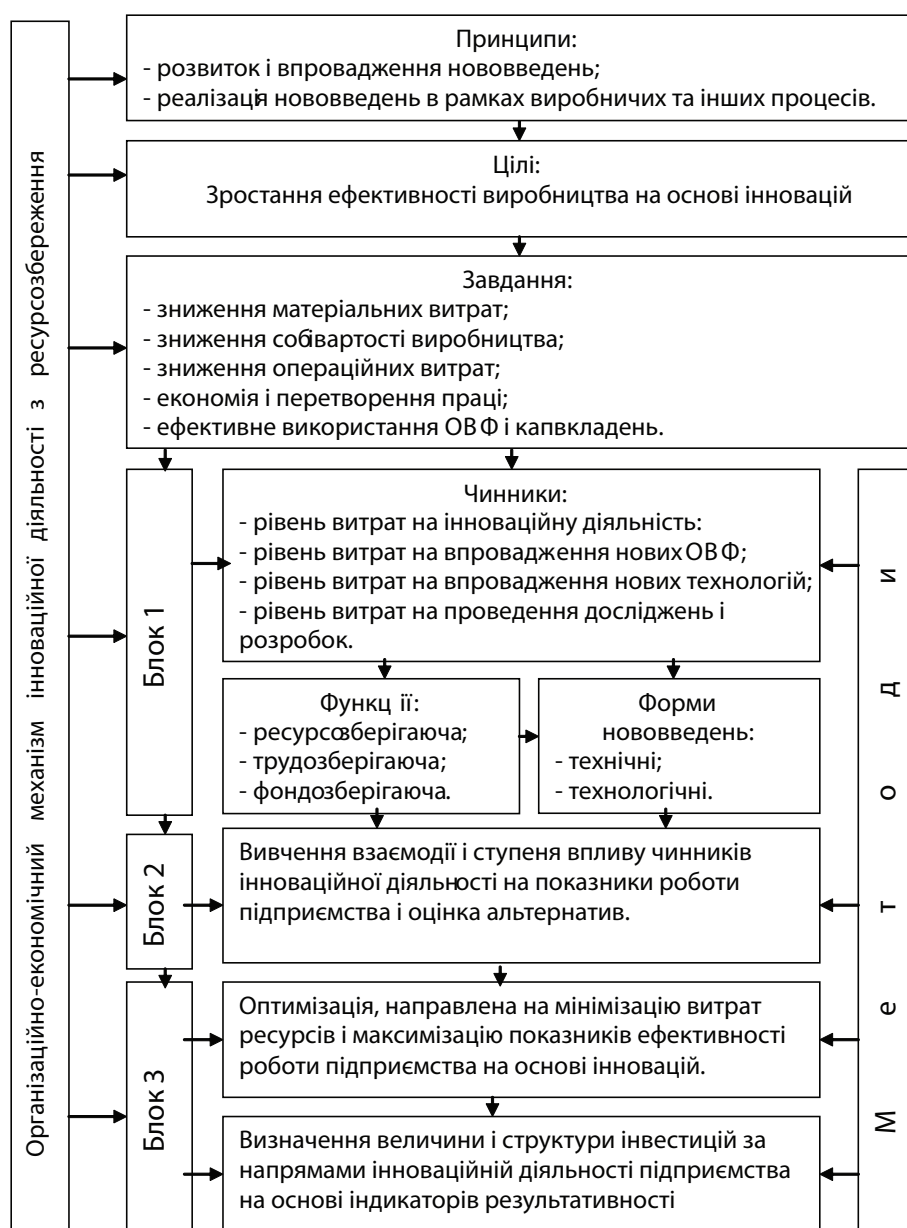 Організаційно-економічний механізм інноваційної діяльності з ресурсозбереження
Принципи:
- розвиток і впровадження нововведень;
- реалізація нововведень в рамках виробничих та інших процесів.
Цілі:
Зростання ефективності виробництва на основі інновацій
Завдання:
- зниження матеріальних витрат;
- зниження собівартості виробництва;
- зниження операційних витрат;
- економія і перетворення праці;
- ефективне використання ОВФ і капвкладень.
Блок 1
Чинники:
- рівень витрат на інноваційну діяльність:
- рівень витрат на впровадження нових ОВФ;
- рівень витрат на впровадження нових технологій;
- рівень витрат на проведення досліджень і
розробок.
Функції:
- ресурсозберігаюча;
- трудозберігаюча;
- фондозберігаюча.
Форми
нововведень:
- технічні;
- технологічні.
Блок 2
Вивчення взаємодії і ступеня впливу чинників
інноваційної діяльності на показники роботи
підприємства і оцінка альтернатив.
Блок 3
Оптимізація, направлена на мінімізацію витрат
ресурсів і максимізацію показників ефективності
роботи підприємства на основі інновацій.
Визначення величини і структури інвестицій за
напрямами інноваційній діяльності підприємства
на основі індикаторів результативності
Методи